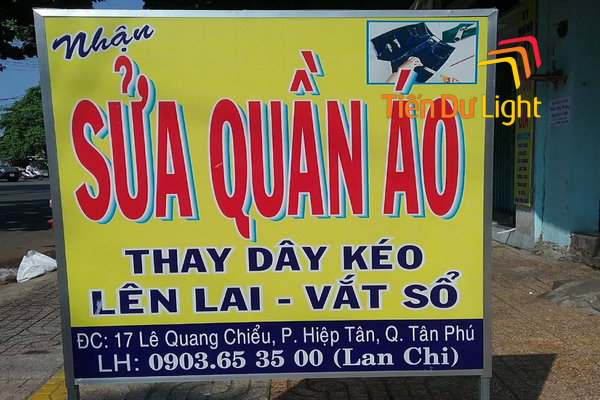 Nhận
SỬA QUẦN ÁO
Tiến Dư Light
THAY DÂY KÉO
LÊN LAI - VẮT SỔ
ĐC: 17 Lê Quang Chiểu, P. Hiệp Tân, Q. Tân Phú
LH: 0903.65 35 00 (Lan Chi)